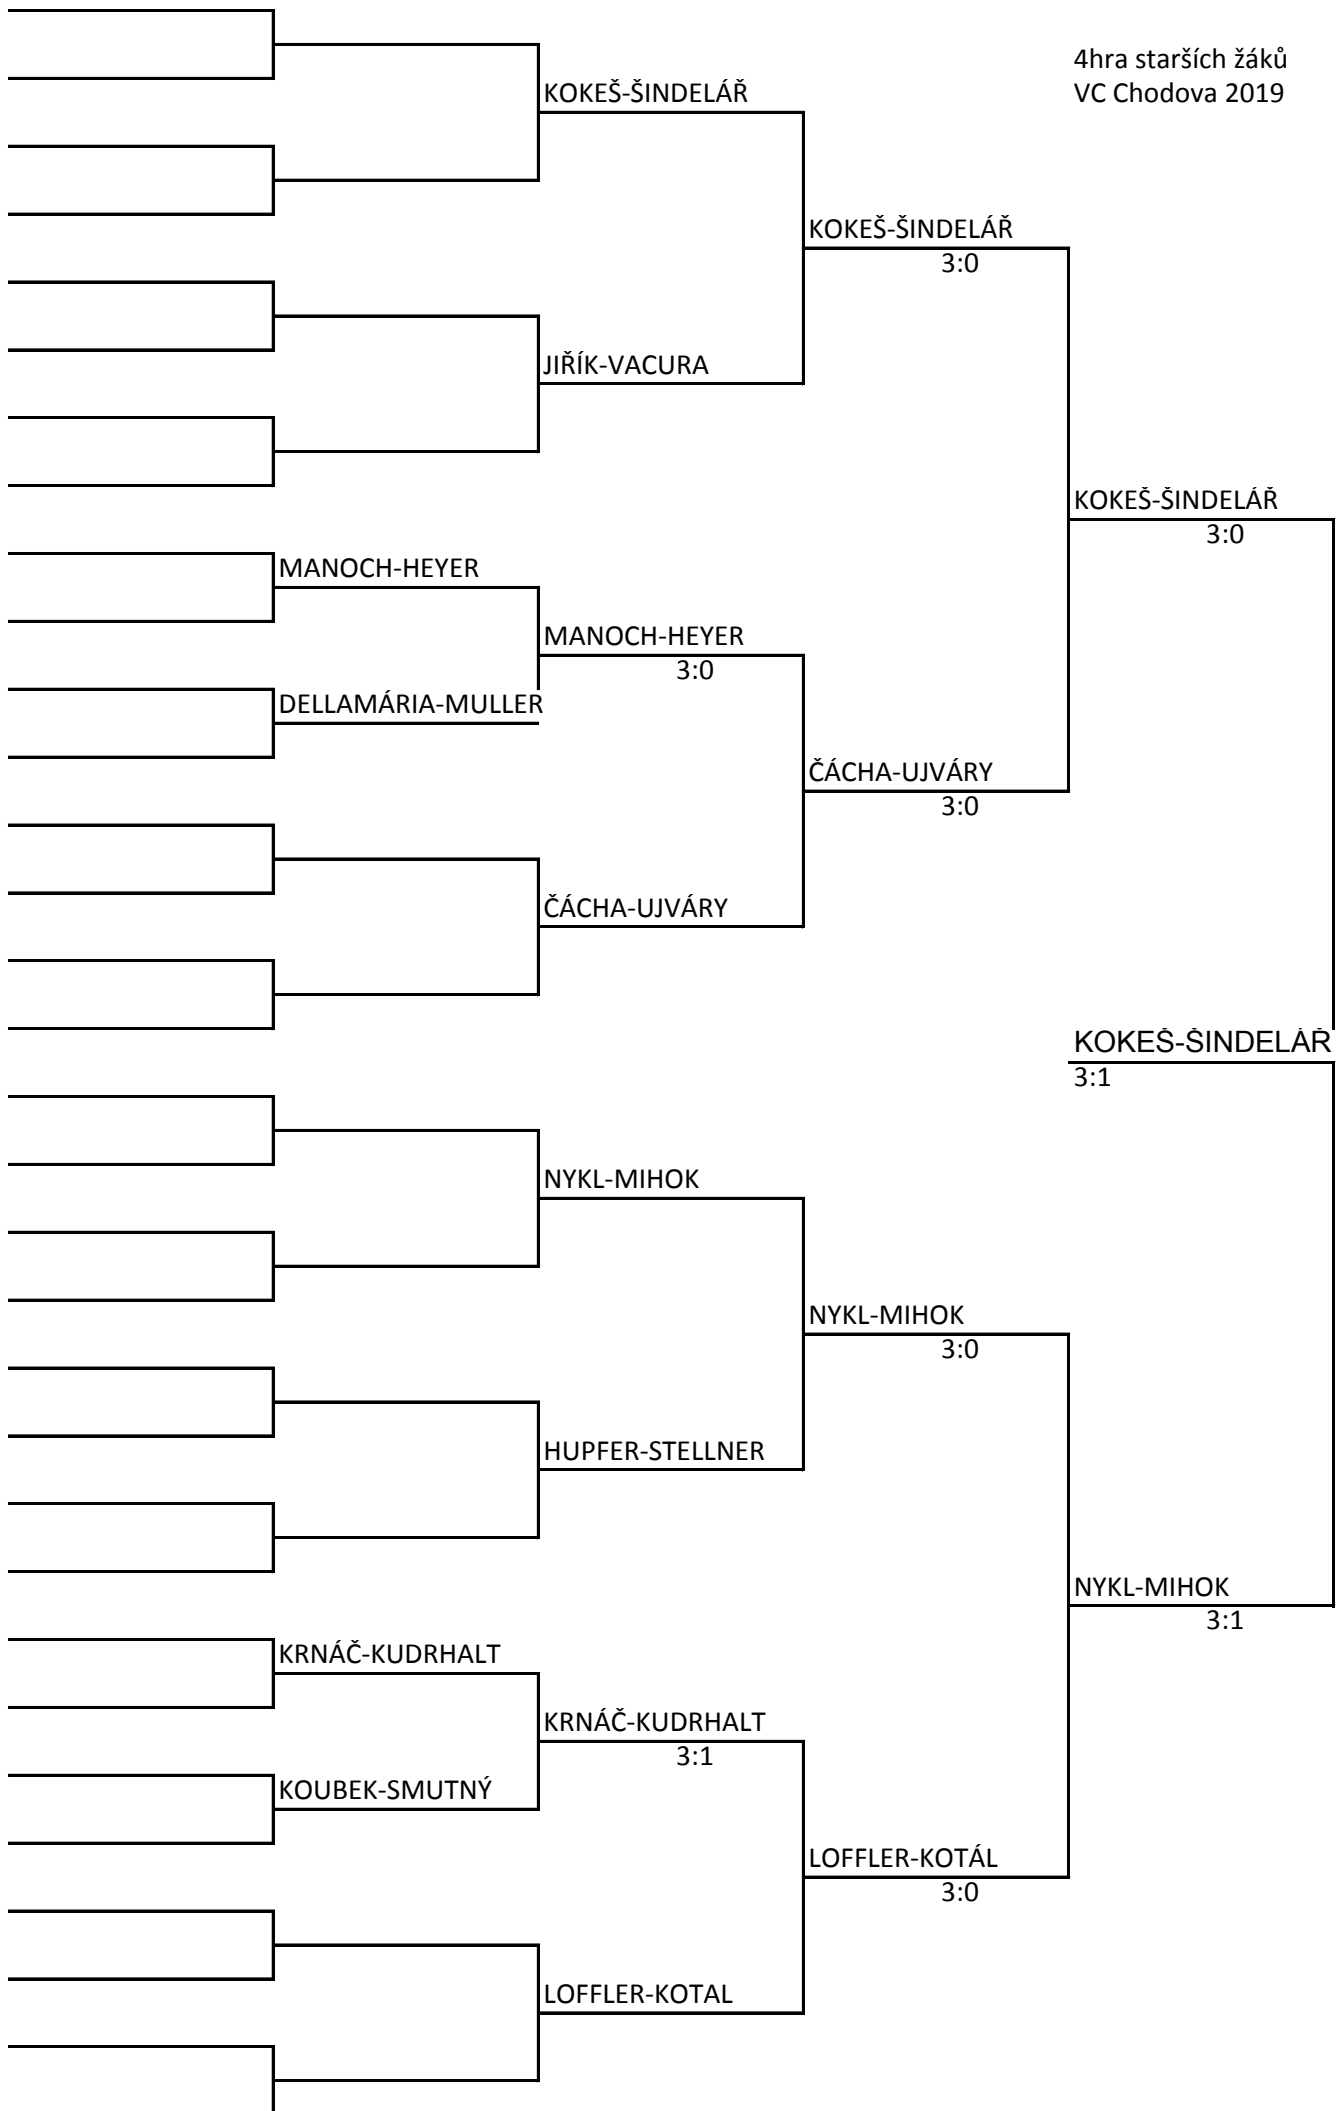 4hra starších žáků
VC Chodova 2019
KOKEŠ-ŠINDELÁŘ
KOKEŠ-ŠINDELÁŘ
3:0
JIŘÍK-VACURA
KOKEŠ-ŠINDELÁŘ
3:0
MANOCH-HEYER
MANOCH-HEYER
3:0
DELLAMÁRIA-MULLER
ČÁCHA-UJVÁRY
3:0
ČÁCHA-UJVÁRY
KOKEŠ-ŠINDELÁŘ
3:1
NYKL-MIHOK
NYKL-MIHOK
3:0
HUPFER-STELLNER
NYKL-MIHOK
3:1
KRNÁČ-KUDRHALT
KRNÁČ-KUDRHALT
3:1
KOUBEK-SMUTNÝ
LOFFLER-KOTÁL
3:0
LOFFLER-KOTAL